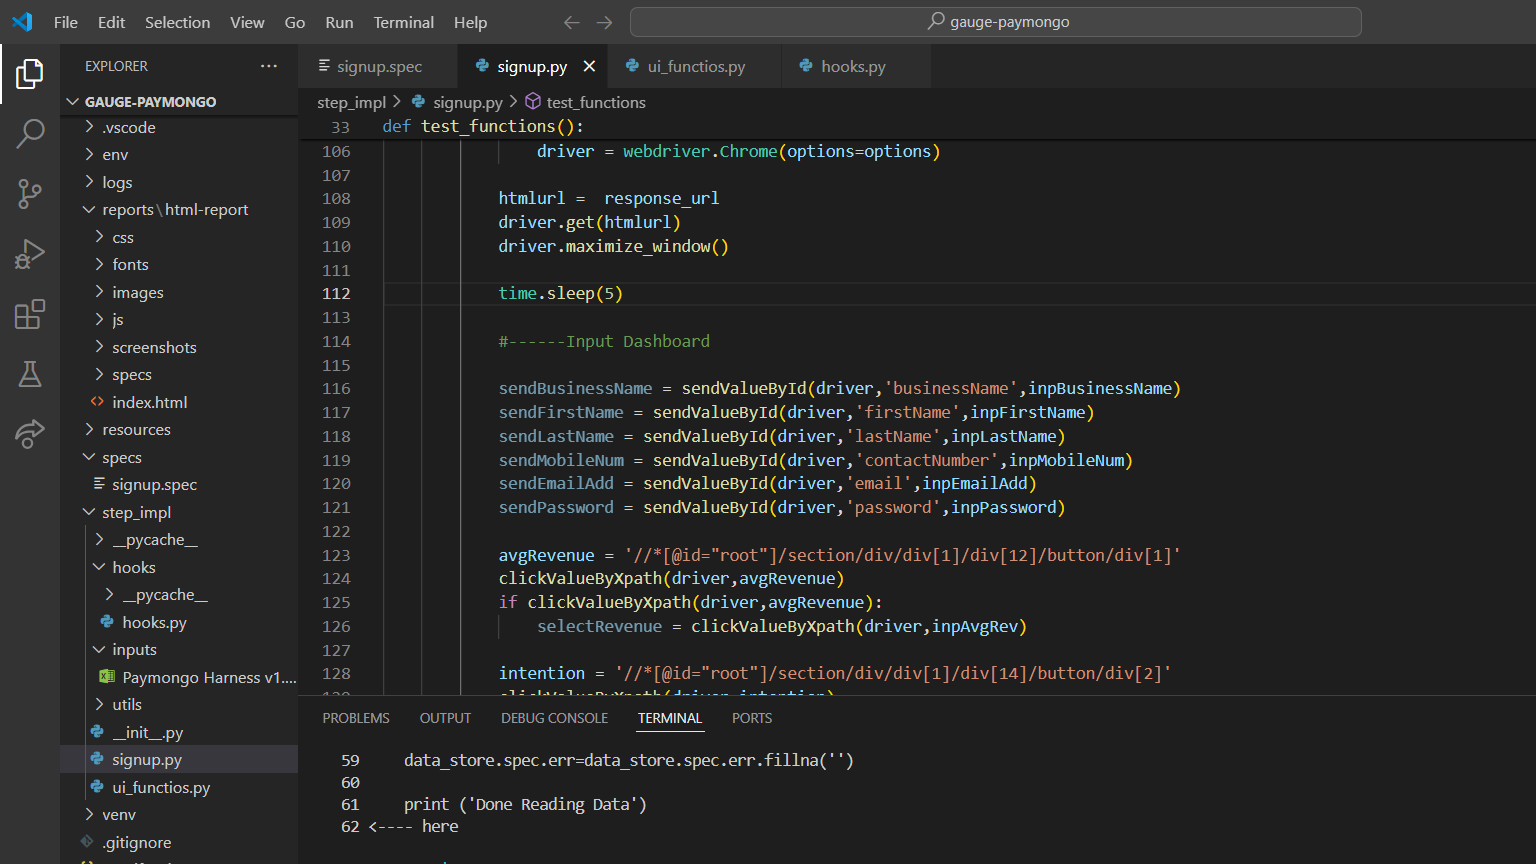 File Edit Selection View Go Run Terminal Help
gauge-paymongo
EXPLORER
GAUGE-PAYMONGO
.vscode
env
logs
reports\html-report
css
fonts
images
js
screenshots
specs
index.html
resources
specs
signup.spec
step_impl
__pycache__
hooks
__pycache__
hooks.py
inputs
Paymongo Harness v1....
utils
__init__.py
signup.py
ui_functios.py
venv
.gitignore
signup.spec signup.py ui_functios.py hooks.py
step_impl > signup.py > test_functions
33 def test_functions():
106 driver = webdriver.Chrome(options=options)
107
108 htmlurl =  response_url
109 driver.get(htmlurl)
110 driver.maximize_window()
111
112 time.sleep(5)
113
114 #------Input Dashboard
115
116 sendBusinessName = sendValueById(driver,'businessName',inpBusinessName)
117 sendFirstName = sendValueById(driver,'firstName',inpFirstName)
118 sendLastName = sendValueById(driver,'lastName',inpLastName)
119 sendMobileNum = sendValueById(driver,'contactNumber',inpMobileNum)
120 sendEmailAdd = sendValueById(driver,'email',inpEmailAdd)
121 sendPassword = sendValueById(driver,'password',inpPassword)
122
123 avgRevenue = '//*[@id="root"]/section/div/div[1]/div[12]/button/div[1]'
124 clickValueByXpath(driver,avgRevenue)
125 if clickValueByXpath(driver,avgRevenue):
126 selectRevenue = clickValueByXpath(driver,inpAvgRev)
127
128 intention = '//*[@id="root"]/section/div/div[1]/div[14]/button/div[2]'
129 clickValueByXpath(driver,intention)
PROBLEMS OUTPUT DEBUG CONSOLE TERMINAL PORTS
59 data_store.spec.err=data_store.spec.err.fillna('')
60
61 print ('Done Reading Data')
62 <---- here